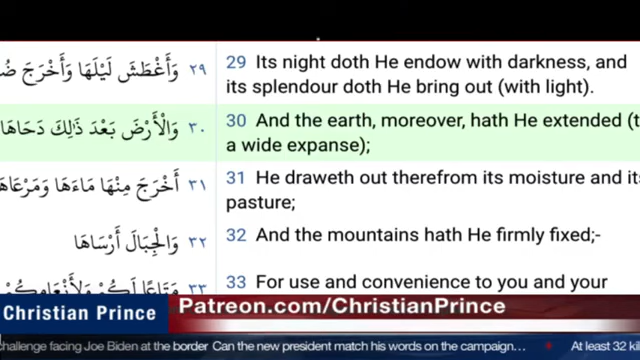 ٢٩ وَأَغْطَشَ لَيْلَهَا وَأَخْرَجَ
29 Its night doth He endow with darkness, and
its splendour doth He bring out (with light).
٣٠ وَالْأَرْضَ بَعْدَ ذَٰلِكَ دَحَاهَا
30 And the earth, moreover, hath He extended (t
a wide expanse);
٣١ أَخْرَجَ مِنْهَا مَاءَهَا وَمَرْعَاهَا
31 He draweth out therefrom its moisture and its
pasture;
٣٢ وَالْجِبَالَ أَرْسَاهَا
32 And the mountains hath He firmly fixed;-
٣٣ مَتَاعًا لَكُمْ وَلِأَنْعَامِكُمْ
33 For use and convenience to you and your
Christian Prince
Patreon.com/ChristianPrince
challenge facing Joe Biden at the border Can the new president match his words on the campaign… At least 32 ki